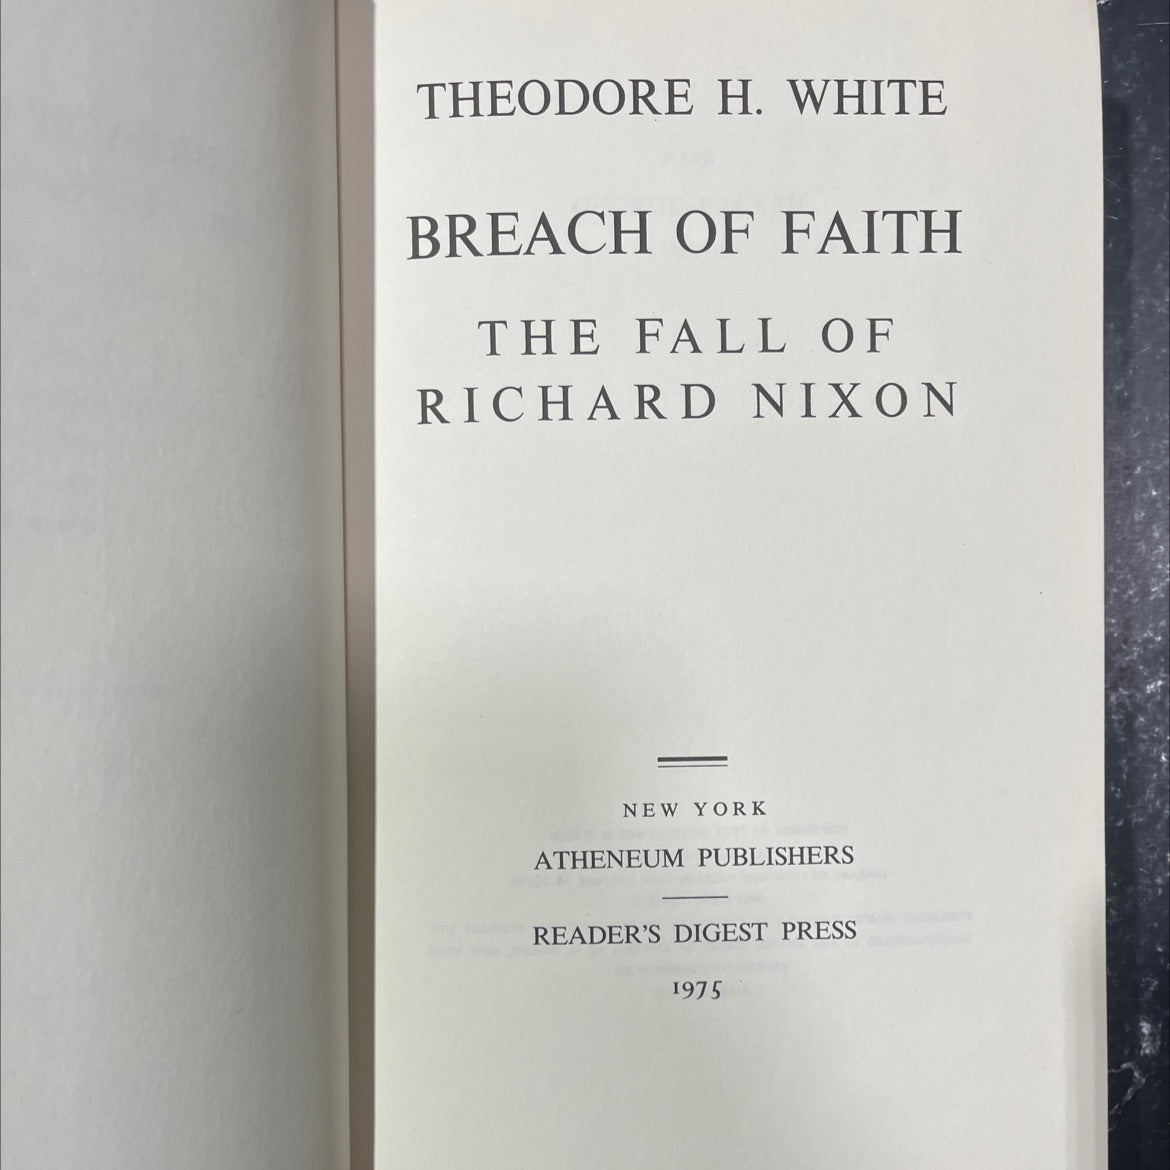 THEODORE H. WHITE
BREACH OF FAITH
THE FALL OF
RICHARD NIXON
NEW YORK
ATHENEUM PUBLISHERS
READER'S DIGEST PRESS
1975